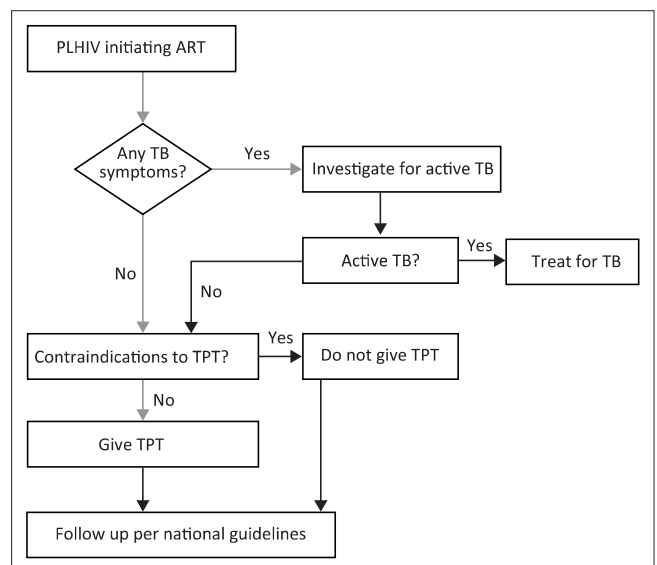 PLHIV initiating ART
Any TB
symptoms?
Yes
Investigate for active TB
Active TB?
Yes
Treat for TB
No
No
Contraindications to TPT?
Yes
Do not give TPT
No
Give TPT
Follow up per national guidelines